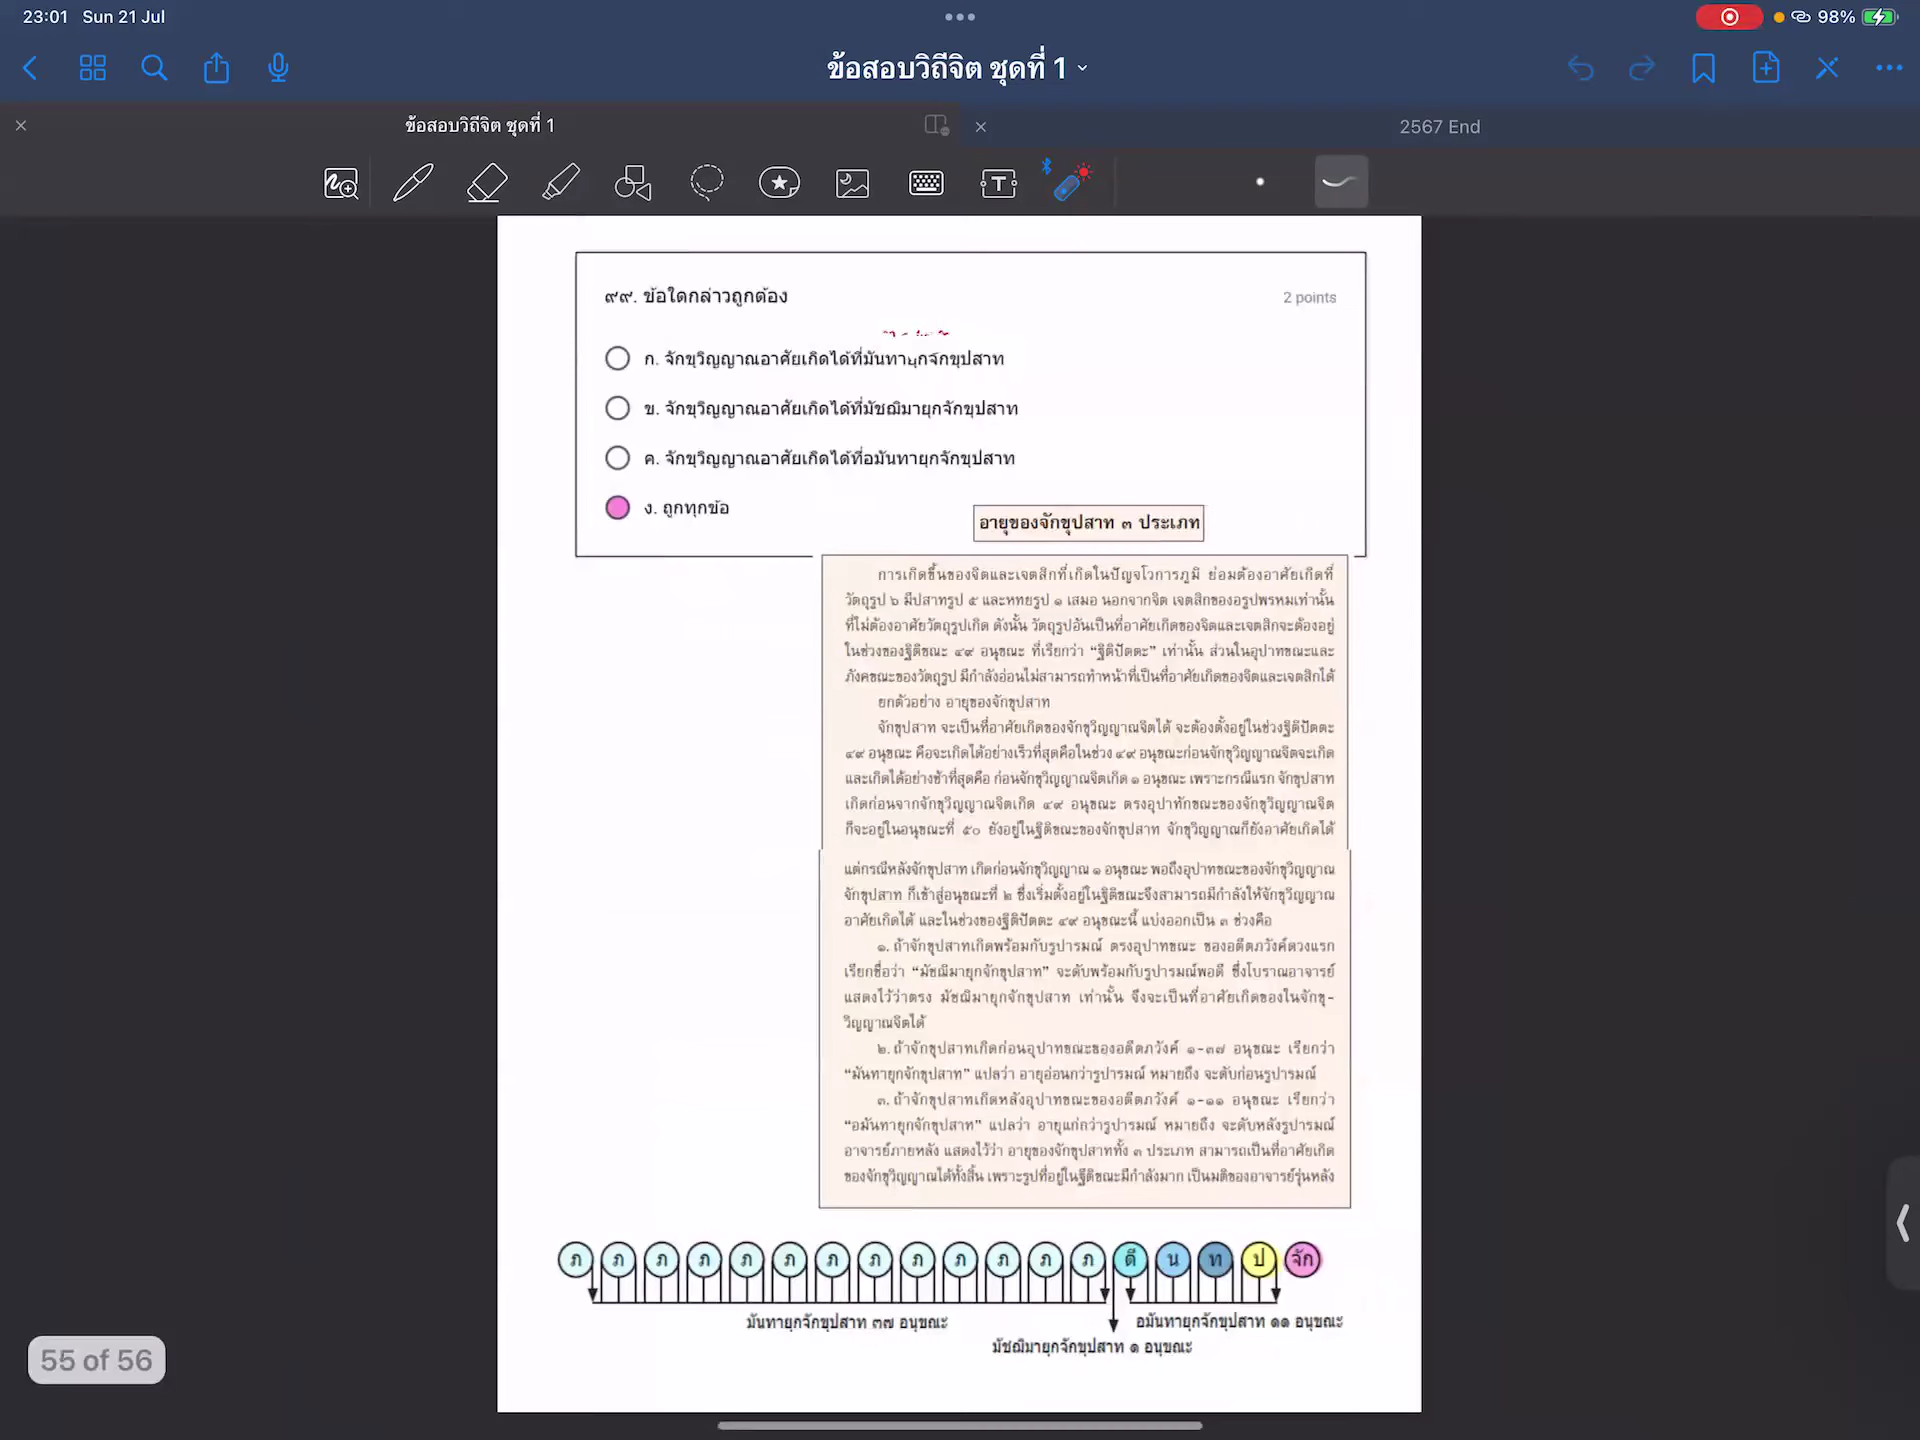 23:01 Sun 21 Jul
98%
ข้อสอบวิถีจิต ชุดที่ 1
ข้อสอบวิถีจิต ชุดที่ 1
2567 End
๙๙. ข้อใดกล่าวถูกต้อง
2 points
ก. จักขุวิญญาณอาศัยเกิดได้ที่มันทายุกจักขุปสาท
ข. จักขุวิญญาณอาศัยเกิดได้ที่มัชฌิมายุกจักขุปสาท
ค. จักขุวิญญาณอาศัยเกิดได้ที่อมันทายุกจักขุปสาท
ง. ถูกทุกข้อ
อายุของจักขุปสาท ๓ ประเภท
การเกิดขึ้นของจิตและเจตสิกที่เกิดในปัญจโวการภูมิ ย่อมต้องอาศัยเกิดที่
วัตถุรูป ๖ มีปสาทรูป ๕ และหทยรูป ๑ เสมอ นอกจากจิต เจตสิกของอรูปพรหมเท่านั้น
ที่ไม่ต้องอาศัยวัตถุรูปเกิด ดังนั้น วัตถุรูปอันเป็นที่อาศัยเกิดของจิตและเจตสิกจะต้องอยู่
ในช่วงของฐิติขณะ ๔๙ อนุขณะ ที่เรียกว่า “ฐิติปัตตะ” เท่านั้น ส่วนในอุปาทขณะและ
ภังคขณะของวัตถุรูป มีกำลังอ่อนไม่สามารถทำหน้าที่เป็นที่อาศัยเกิดของจิตและเจตสิกได้
ยกตัวอย่าง อายุของจักขุปสาท
จักขุปสาท จะเป็นที่อาศัยเกิดของจักขุวิญญาณจิตได้ จะต้องตั้งอยู่ในช่วงฐิติปัตตะ
๔๙ อนุขณะ คือจะเกิดได้อย่างเร็วที่สุดคือในช่วง ๔๙ อนุขณะก่อนจักขุวิญญาณจิตจะเกิด
และเกิดได้อย่างช้าที่สุดคือ ก่อนจักขุวิญญาณจิตเกิด ๑ อนุขณะ เพราะกรณีแรก จักขุปสาท
เกิดก่อนจากจักขุวิญญาณจิตเกิด ๔๙ อนุขณะ ตรงอุปาทักขณะของจักขุวิญญาณจิต
ก็จะอยู่ในอนุขณะที่ ๕๐ ยังอยู่ในฐิติขณะของจักขุปสาท จักขุวิญญาณก็ยังอาศัยเกิดได้
แต่กรณีหลังจักขุปสาท เกิดก่อนจักขุวิญญาณ ๑ อนุขณะ พอถึงอุปาทขณะของจักขุวิญญาณ
จักขุปสาท ก็เข้าสู่อนุขณะที่ ๒ ซึ่งเริ่มตั้งอยู่ในฐิติขณะจึงสามารถมีกำลังให้จักขุวิญญาณ
อาศัยเกิดได้ และในช่วงของฐีติปัตตะ ๔๙ อนุขณะนี้ แบ่งออกเป็น ๓ ช่วงคือ
๑. ถ้าจักขุปสาทเกิดพร้อมกับรูปารมณ์ ตรงอุปาทขณะ ของอดีตภวังค์ดวงแรก
เรียกชื่อว่า “มัชฌิมายุกจักขุปสาท” จะดับพร้อมกับรูปารมณ์พอดี ซึ่งโบราณอาจารย์
แสดงไว้ว่าตรง มัชฌิมายุกจักขุปสาท เท่านั้น จึงจะเป็นที่อาศัยเกิดของในจักขุ-
วิญญาณจิตได้
๒. ถ้าจักขุปสาทเกิดก่อนอุปาทขณะของอดีตภวังค์ ๑-๓๗ อนุขณะ เรียกว่า
“มันทายุกจักขุปสาท” แปลว่า อายุอ่อนกว่ารูปารมณ์ หมายถึง จะดับก่อนรูปารมณ์
๓. ถ้าจักขุปสาทเกิดหลังอุปาทขณะของอดีตภวังค์ ๑-๑๑ อนุขณะ เรียกว่า
“อมันทายุกจักขุปสาท” แปลว่า อายุแก่กว่ารูปารมณ์ หมายถึง จะดับหลังรูปารมณ์
อาจารย์ภายหลัง แสดงไว้ว่า อายุของจักขุปสาททั้ง ๓ ประเภท สามารถเป็นที่อาศัยเกิด
ของจักขุวิญญาณได้ทั้งสิ้น เพราะรูปที่อยู่ในฐีติขณะมีกำลังมาก เป็นมติของอาจารย์รุ่นหลัง
ภ ภ ภ ภ ภ ภ ภ ภ ภ ภ ภ ภ ภ ดี น ท ป จัก
มันทายุกจักขุปสาท ๓๗ อนุขณะ
อมันทายุกจักขุปสาท ๑๑ อนุขณะ
มัชฌิมายุกจักขุปสาท ๑ อนุขณะ
55 of 56